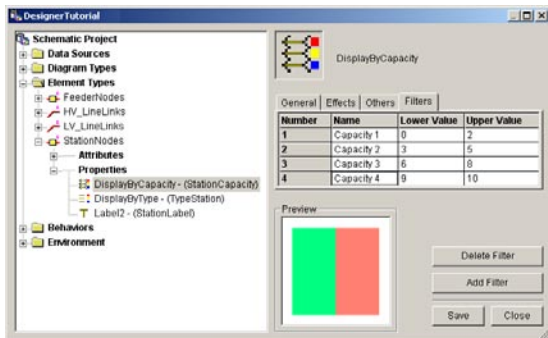 DesignerTutorial
Schematic Project
Data Sources
Diagram Types
Element Types
FeederNodes
HV_LineLinks
LV_LineLinks
StationNodes
Attributes
Properties
DisplayByCapacity - (StationCapacity)
DisplayByType - (TypeStation)
Label2 - (StationLabel)
Behaviors
Environment
DisplayByCapacity
General Effects Others Filters
Number Name Lower Value Upper Value
1 Capacity 1 0 2
2 Capacity 2 3 5
3 Capacity 3 6 8
4 Capacity 4 9 10
Preview
Delete Filter
Add Filter
Save Close